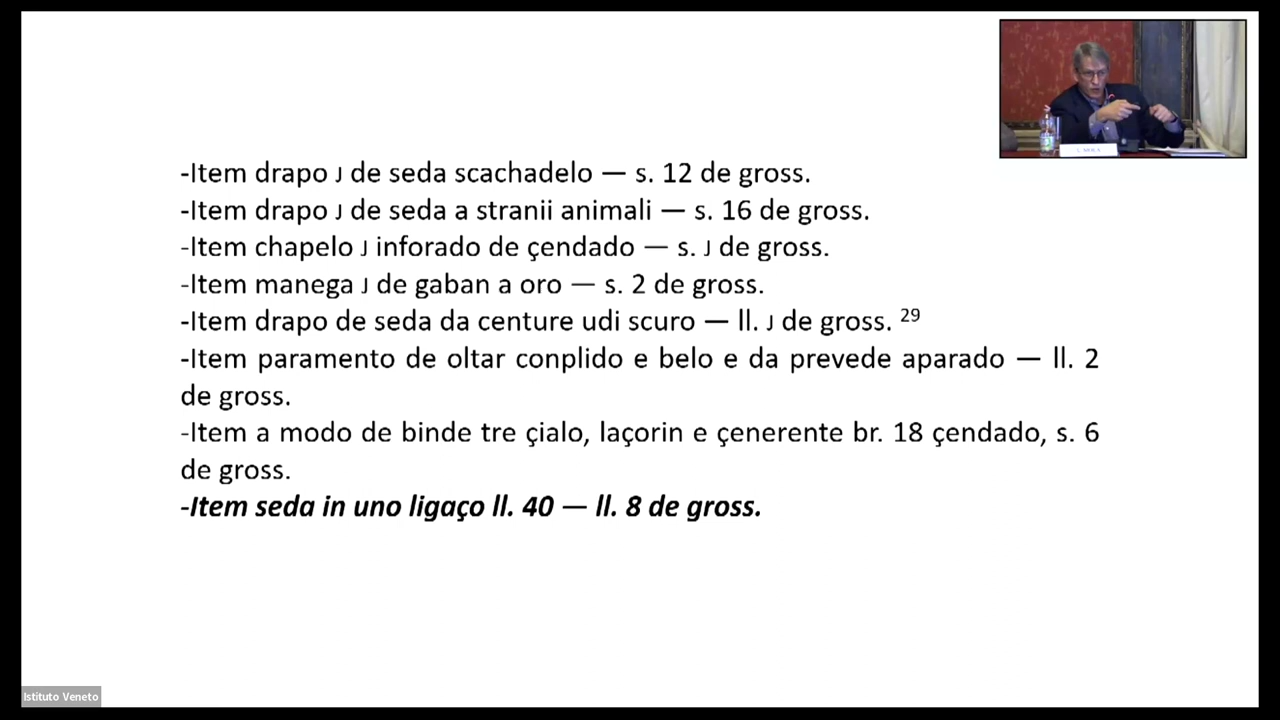 -Item drapo ȷ de seda scachadelo — s. 12 de gross.
-Item drapo ȷ de seda a stranii animali — s. 16 de gross.
-Item chapelo ȷ inforado de çendado — s. ȷ de gross.
-Item manega ȷ de gaban a oro — s. 2 de gross.
-Item drapo de seda da centure udi scuro — ll. ȷ de gross. 29
-Item paramento de oltar conplido e belo e da prevede aparado — ll. 2
de gross.
-Item a modo de binde tre çialo, laçorin e çenerente br. 18 çendado, s. 6
de gross.
-Item seda in uno ligaço ll. 40 — ll. 8 de gross.
Istituto Veneto